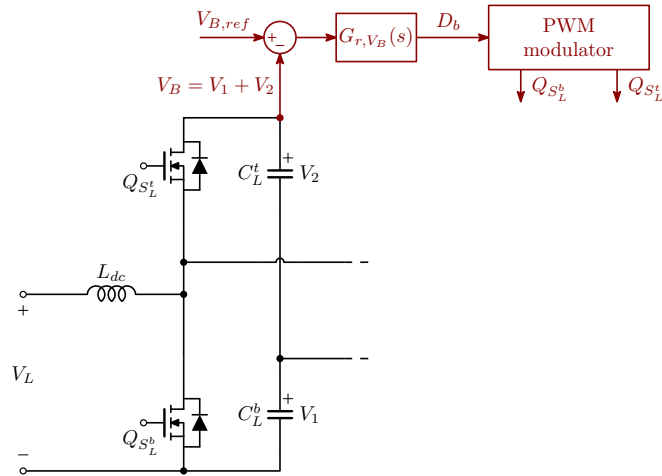 V_{B,ref}
+
−
G_{r,V_B}(s)
D_b
PWM
modulator
V_B = V_1 + V_2
Q_{S_L^b}
Q_{S_L^t}
Q_{S_L^t}
C_L^t
+
V_2
L_{dc}
+
V_L
−
Q_{S_L^b}
C_L^b
+
V_1